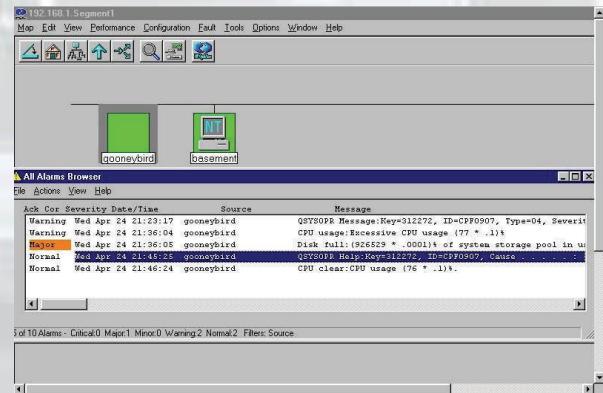 192.168.1.Segment1
Map Edit View Performance Configuration Fault Tools Options Window Help
NT
gooneybird
basement
All Alarms Browser
File Actions View Help
Ack Cor Severity Date/Time Source Message
Warning Wed Apr 24 21:23:17 gooneybird QSYSOPR Message:Key=312272, ID=CPF0907, Type=04, Severit
Warning Wed Apr 24 21:36:04 gooneybird CPU usage:Excessive CPU usage (77 * .1)%
Major Wed Apr 24 21:36:05 gooneybird Disk full:(926529 * .0001)% of system storage pool in us
Normal Wed Apr 24 21:45:25 gooneybird QSYSOPR Help:Key=312272, ID=CPF0907, Cause . . . . . :
Normal Wed Apr 24 21:46:24 gooneybird CPU clear:CPU usage (76 * .1)%.
of 10 Alarms - Critical:0 Major:1 Minor:0 Warning:2 Normal:2 Filters: Source